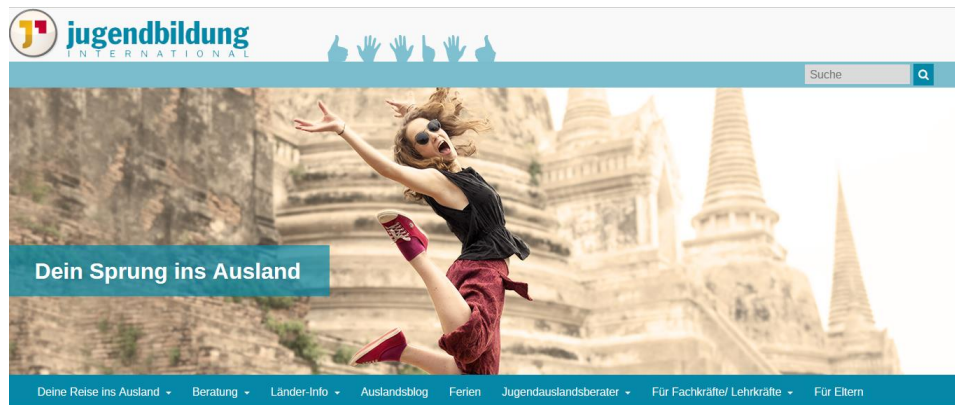 jugendbildung
INTERNATIONAL
Suche
Dein Sprung ins Ausland
Deine Reise ins Ausland Beratung Länder-Info Auslandsblog Ferien Jugendauslandsberater Für Fachkräfte/ Lehrkräfte Für Eltern